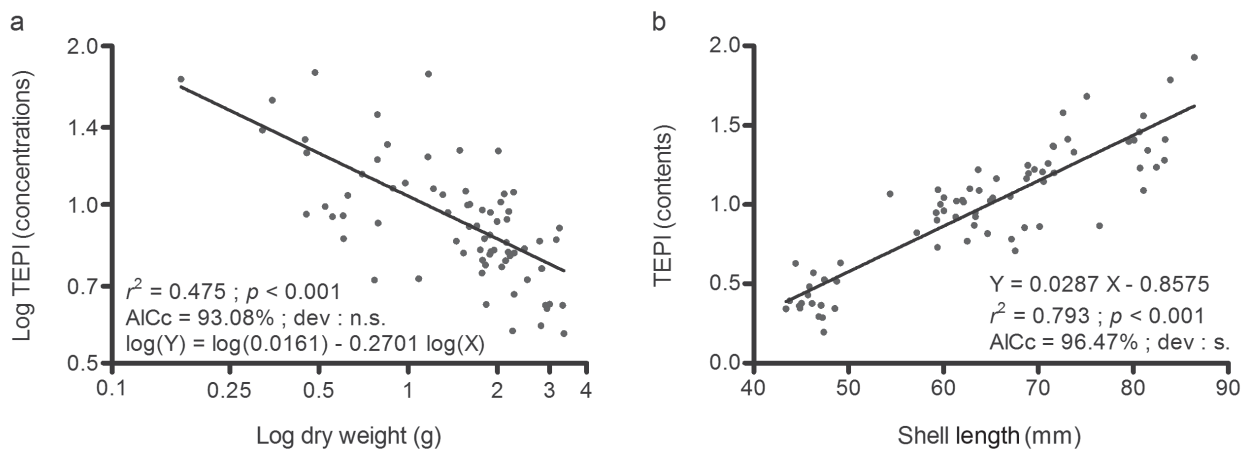 a
Log TEPI (concentrations)
2.0
1.4
1.0
0.7
0.5
0.1
0.25
0.5
1
2
3
4
r² = 0.475 ; p < 0.001
AICc = 93.08% ; dev : n.s.
log(Y) = log(0.0161) - 0.2701 log(X)
Log dry weight (g)
b
TEPI (contents)
2.0
1.5
1.0
0.5
0.0
40
50
60
70
80
90
Y = 0.0287 X - 0.8575
r² = 0.793 ; p < 0.001
AICc = 96.47% ; dev : s.
Shell length (mm)